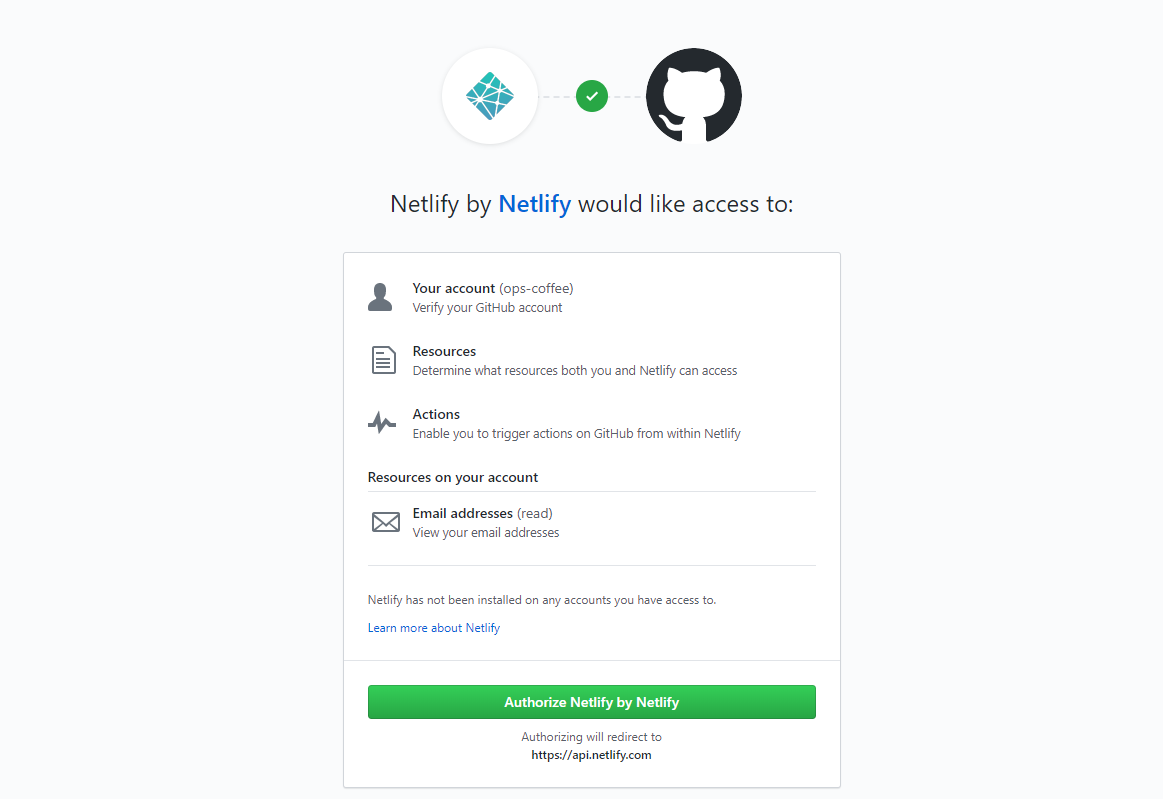 Netlify by Netlify would like access to:
Your account (ops-coffee)
Verify your GitHub account
Resources
Determine what resources both you and Netlify can access
Actions
Enable you to trigger actions on GitHub from within Netlify
Resources on your account
Email addresses (read)
View your email addresses
Netlify has not been installed on any accounts you have access to.
Learn more about Netlify
Authorize Netlify by Netlify
Authorizing will redirect to
https://api.netlify.com